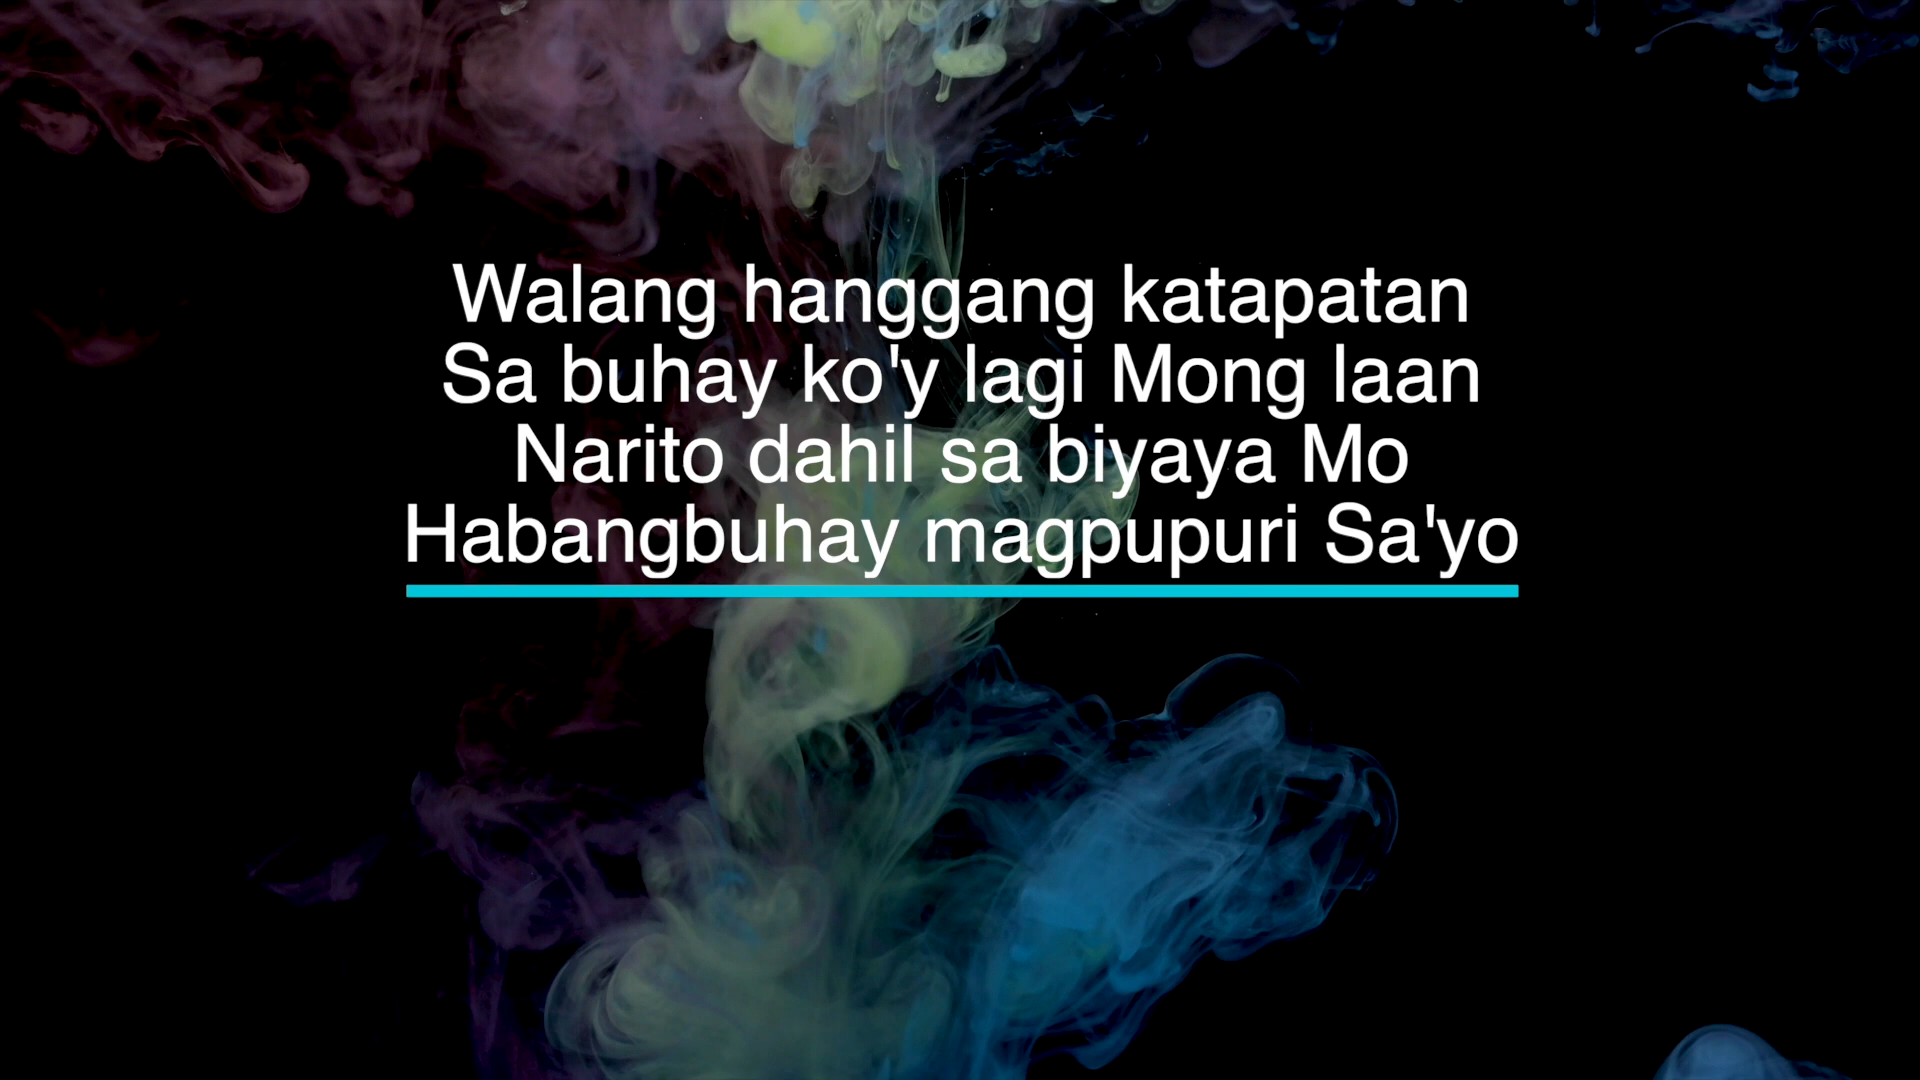 Walang hanggang katapatan
Sa buhay ko'y lagi Mong laan
Narito dahil sa biyaya Mo
Habangbuhay magpupuri Sa'yo